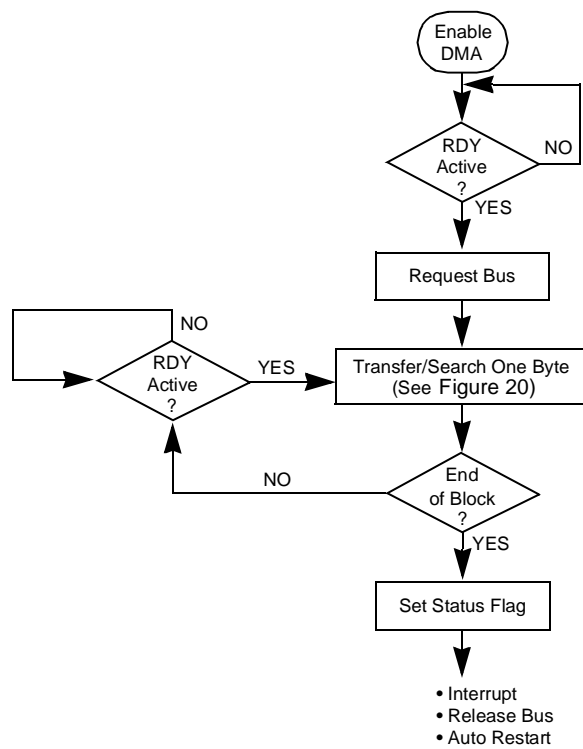 Enable
DMA
RDY
Active
?
NO
YES
Request Bus
NO
RDY
Active
?
YES
Transfer/Search One Byte
(See Figure 20)
NO
End
of Block
?
YES
Set Status Flag
• Interrupt
• Release Bus
• Auto Restart